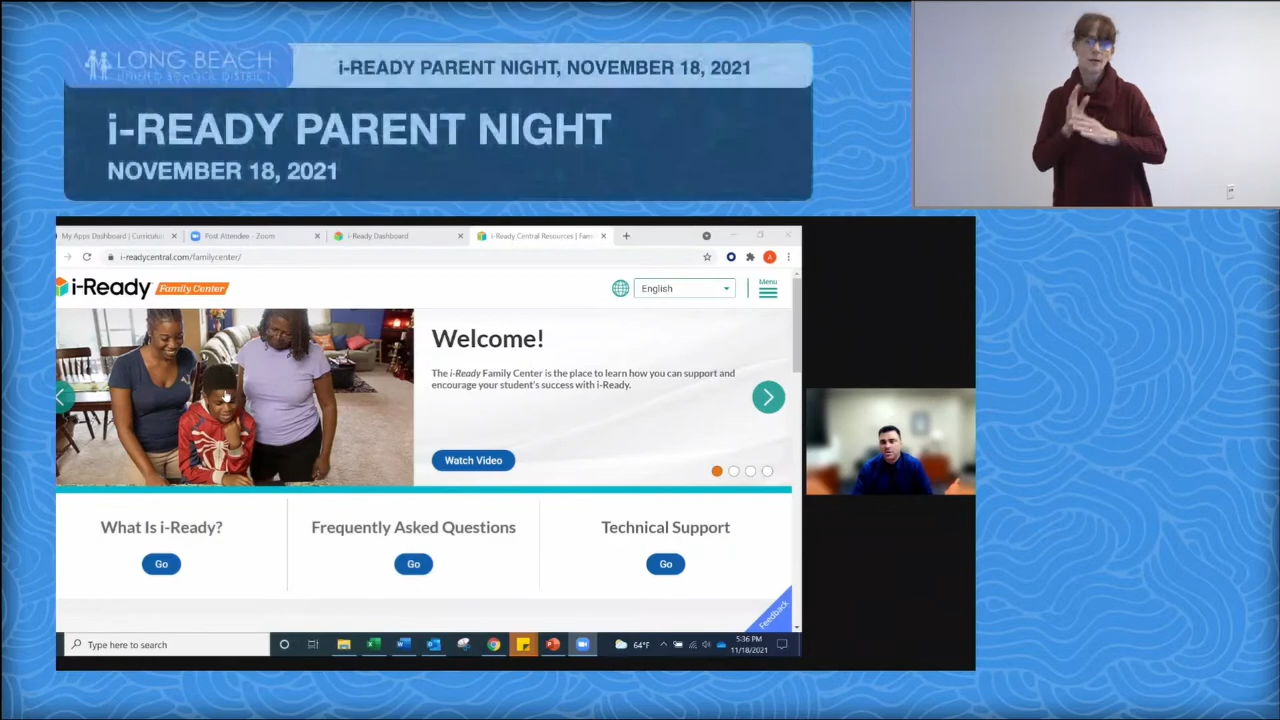 LONG BEACH
UNIFIED SCHOOL DISTRICT
i-READY PARENT NIGHT, NOVEMBER 18, 2021
i-READY PARENT NIGHT
NOVEMBER 18, 2021
My Apps Dashboard | Curriculu
Post Attendee - Zoom
i-Ready Dashboard
i-Ready Central Resources | Fam
i-readycentral.com/familycenter/
A
i-Ready Family Center
English
Menu
Welcome!
The i-Ready Family Center is the place to learn how you can support and
encourage your student's success with i-Ready.
Watch Video
What Is i-Ready?
Frequently Asked Questions
Technical Support
Go
Go
Go
Feedback
Type here to search
64°F
5:36 PM
11/18/2021